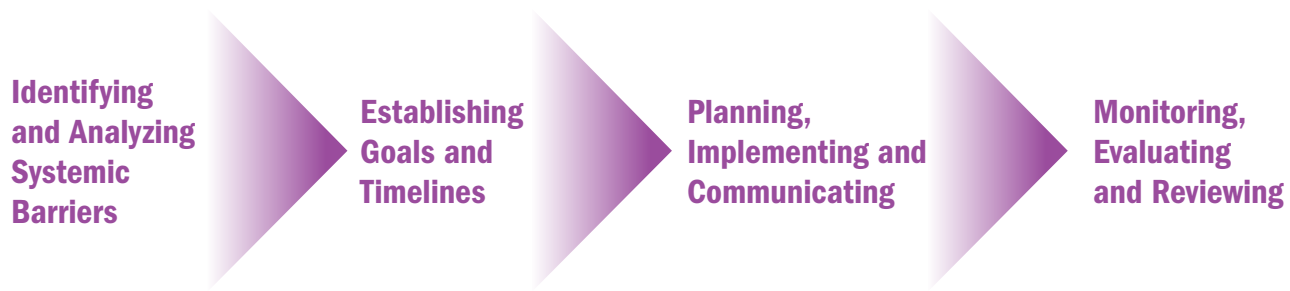 Identifying
and Analyzing
Systemic
Barriers
Establishing
Goals and
Timelines
Planning,
Implementing and
Communicating
Monitoring,
Evaluating
and Reviewing